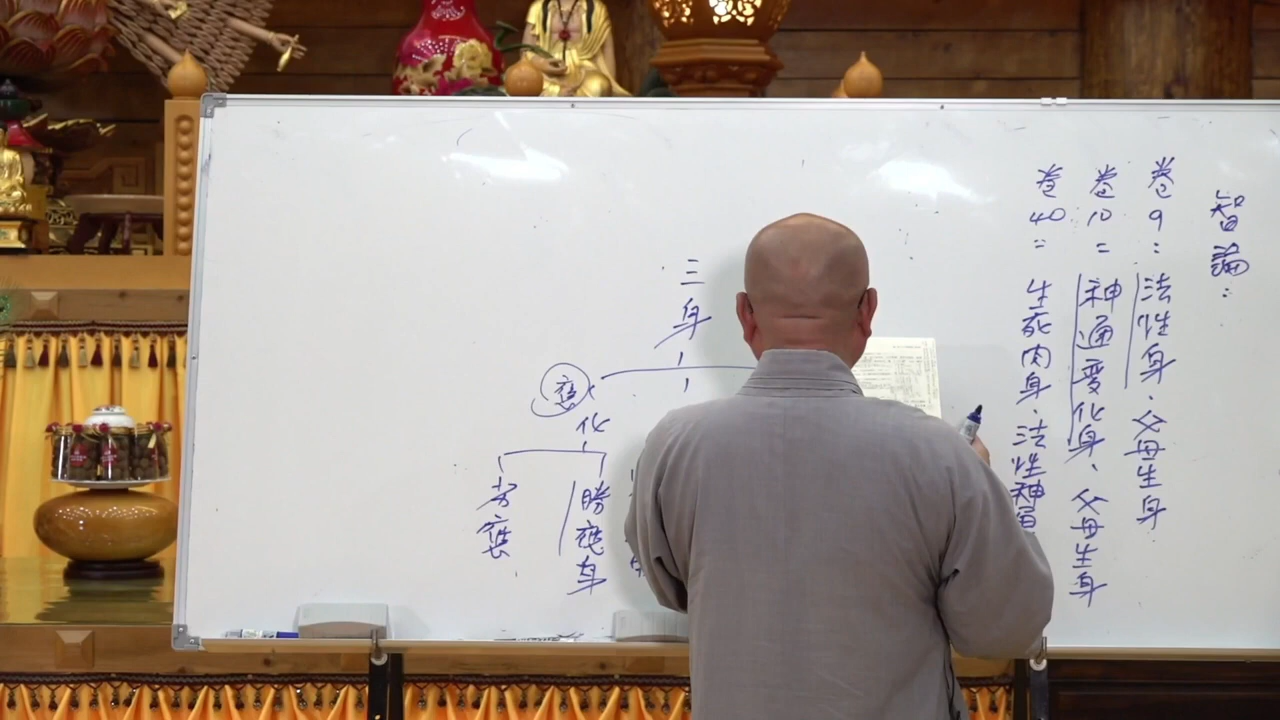 智論：
卷9：法性身、父母生身
卷10：神通變化身、父母生身
卷40：生死肉身、法性神通
三身
應
化
勝應身
劣應